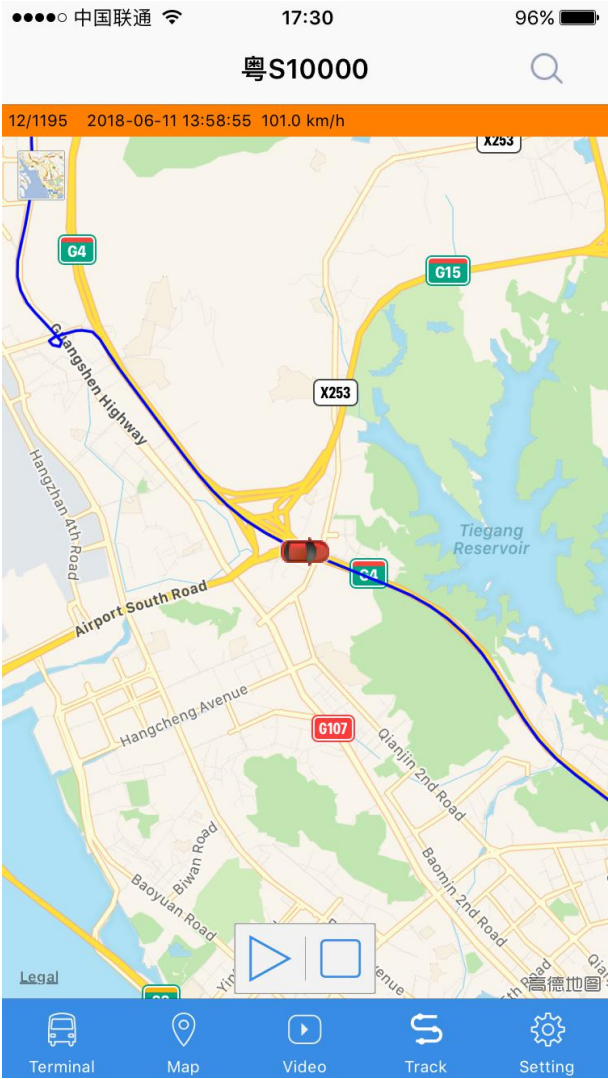 中国联通 17:30 96%
粤S10000
12/1195 2018-06-11 13:58:55 101.0 km/h
X253
G4
G15
Guangshen Highway
X253
Hangzhan 4th Road
Tiegang
Reservoir
G4
Airport South Road
Hangcheng Avenue
G107
Qianjin 2nd Road
Biwan Road
Baomin 2nd Road
Baoyuan Road
Legal
高德地图
Terminal Map Video Track Setting